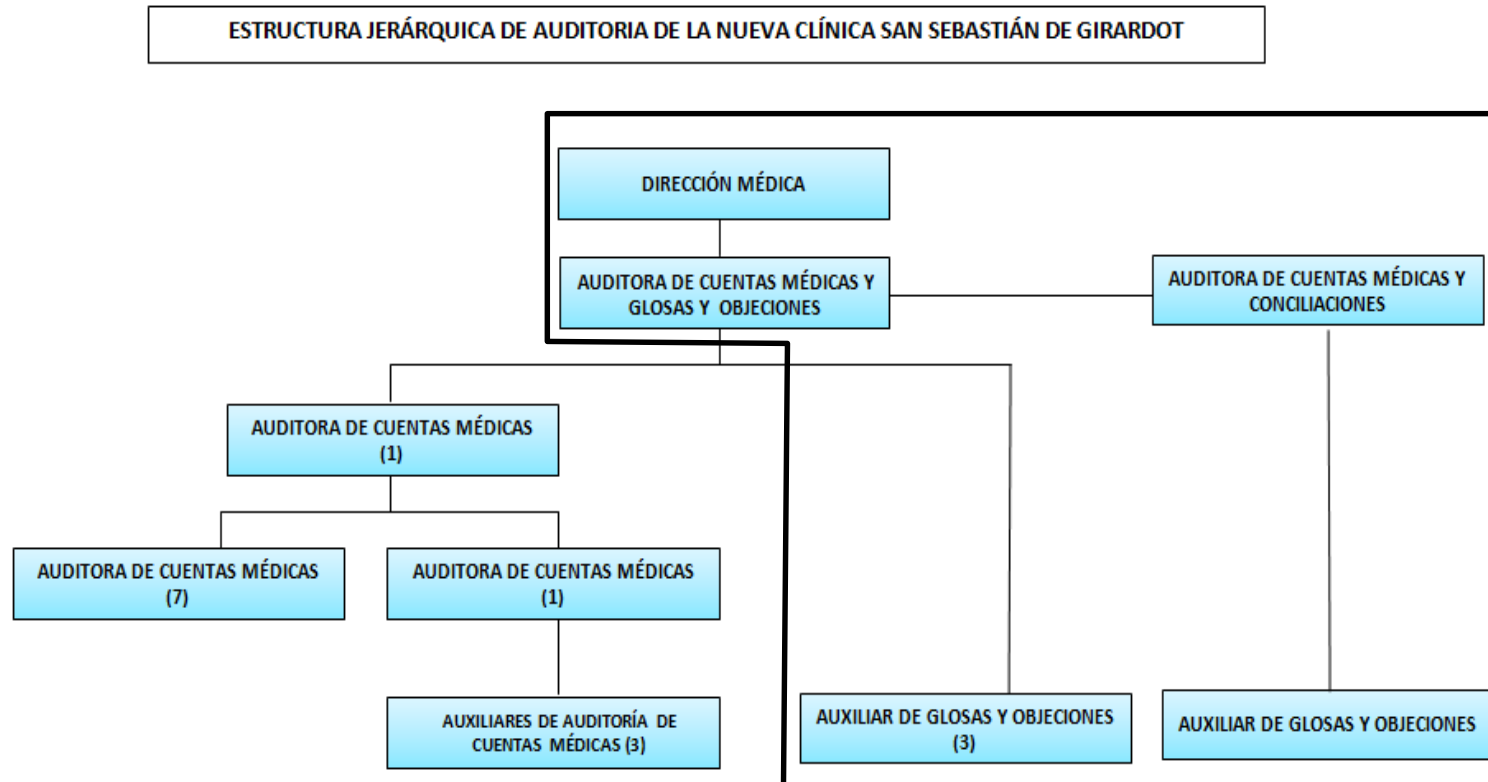 ESTRUCTURA JERÁRQUICA DE AUDITORIA DE LA NUEVA CLÍNICA SAN SEBASTIÁN DE GIRARDOT
DIRECCIÓN MÉDICA
AUDITORA DE CUENTAS MÉDICAS Y
GLOSAS Y OBJECIONES
AUDITORA DE CUENTAS MÉDICAS Y
CONCILIACIONES
AUDITORA DE CUENTAS MÉDICAS
(1)
AUDITORA DE CUENTAS MÉDICAS
(7)
AUDITORA DE CUENTAS MÉDICAS
(1)
AUXILIARES DE AUDITORÍA DE
CUENTAS MÉDICAS (3)
AUXILIAR DE GLOSAS Y OBJECIONES
(3)
AUXILIAR DE GLOSAS Y OBJECIONES